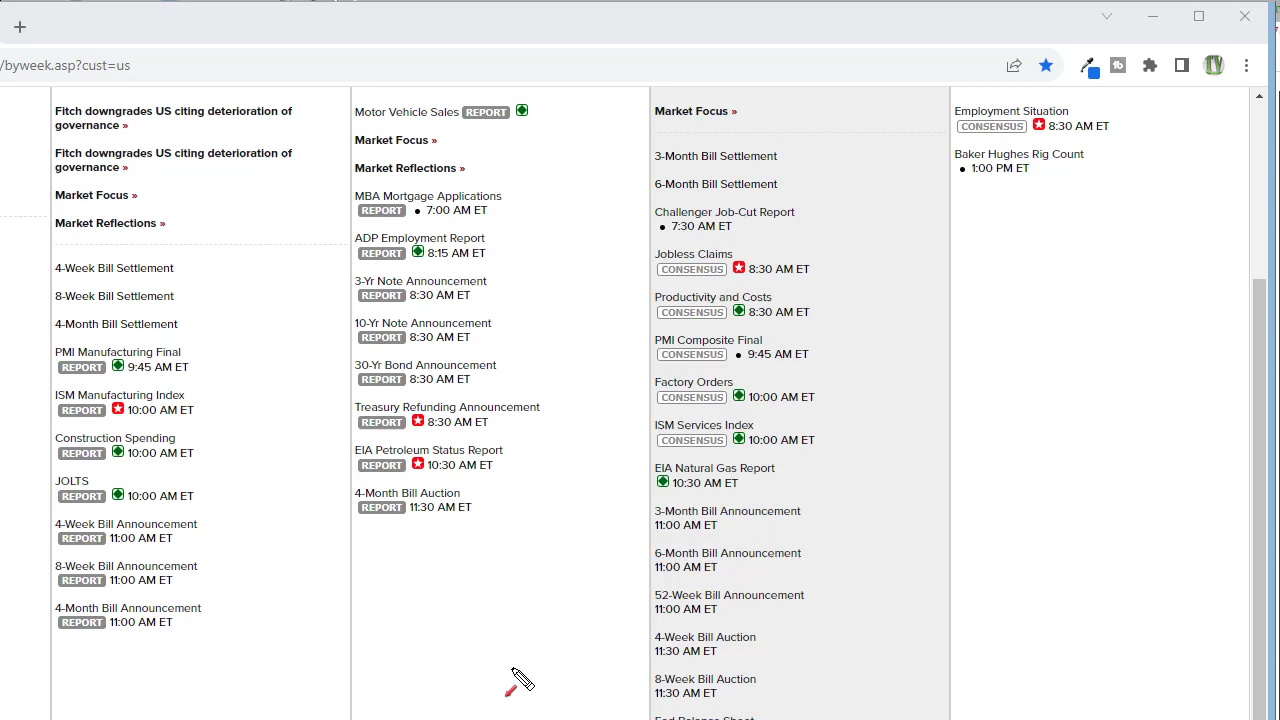 /byweek.asp?cust=us
Fitch downgrades US citing deterioration of
governance »
Fitch downgrades US citing deterioration of
governance »
Market Focus »
Market Reflections »
4-Week Bill Settlement
8-Week Bill Settlement
4-Month Bill Settlement
PMI Manufacturing Final
REPORT 9:45 AM ET
ISM Manufacturing Index
REPORT 10:00 AM ET
Construction Spending
REPORT 10:00 AM ET
JOLTS
REPORT 10:00 AM ET
4-Week Bill Announcement
REPORT 11:00 AM ET
8-Week Bill Announcement
REPORT 11:00 AM ET
4-Month Bill Announcement
REPORT 11:00 AM ET
Motor Vehicle Sales REPORT
Market Focus »
Market Reflections »
MBA Mortgage Applications
REPORT • 7:00 AM ET
ADP Employment Report
REPORT 8:15 AM ET
3-Yr Note Announcement
REPORT 8:30 AM ET
10-Yr Note Announcement
REPORT 8:30 AM ET
30-Yr Bond Announcement
REPORT 8:30 AM ET
Treasury Refunding Announcement
REPORT 8:30 AM ET
EIA Petroleum Status Report
REPORT 10:30 AM ET
4-Month Bill Auction
REPORT 11:30 AM ET
Market Focus »
3-Month Bill Settlement
6-Month Bill Settlement
Challenger Job-Cut Report
• 7:30 AM ET
Jobless Claims
CONSENSUS 8:30 AM ET
Productivity and Costs
CONSENSUS 8:30 AM ET
PMI Composite Final
CONSENSUS • 9:45 AM ET
Factory Orders
CONSENSUS 10:00 AM ET
ISM Services Index
CONSENSUS 10:00 AM ET
EIA Natural Gas Report
10:30 AM ET
3-Month Bill Announcement
11:00 AM ET
6-Month Bill Announcement
11:00 AM ET
52-Week Bill Announcement
11:00 AM ET
4-Week Bill Auction
11:30 AM ET
8-Week Bill Auction
11:30 AM ET
Fed Balance Sheet
Employment Situation
CONSENSUS 8:30 AM ET
Baker Hughes Rig Count
• 1:00 PM ET